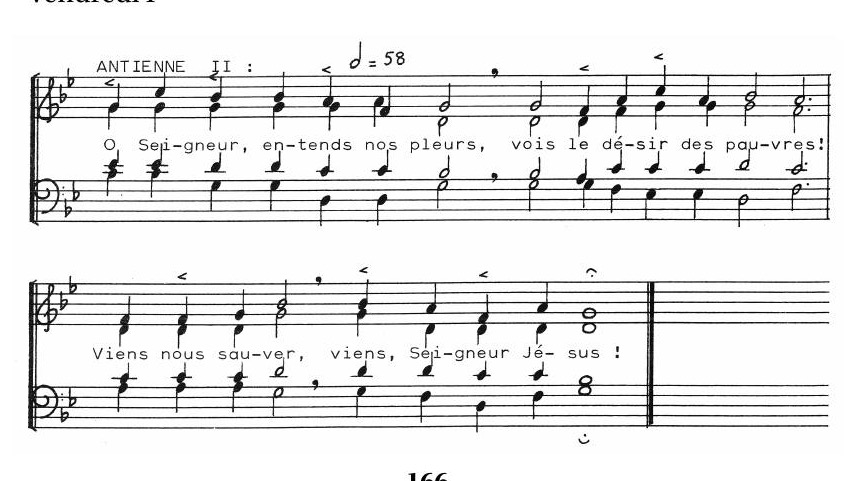 Vendredi
ANTIENNE II : 𝅗𝅥 = 58
O, Sei-gneur, en-tends nos pleurs, vois le dé-sir des pau-vres!
Viens nous sau-ver, viens, Sei-gneur Jé- sus !
166